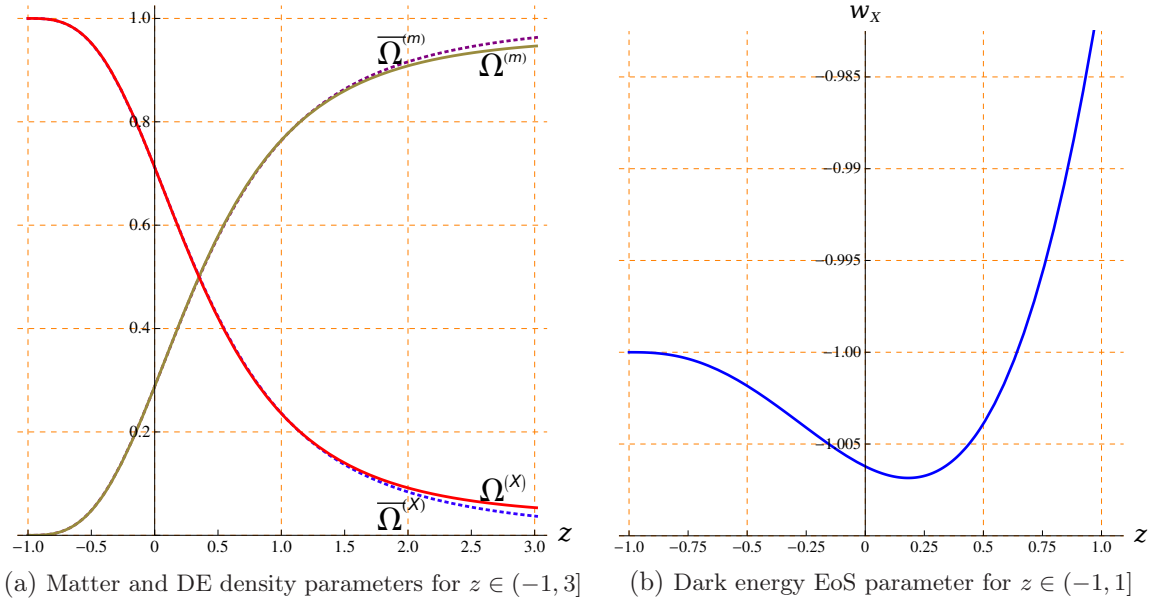 1.0
0.8
0.6
0.4
0.2
−1.0 −0.5 0 0.5 1.0 1.5 2.0 2.5 3.0
z
Ω̅⁽ᵐ⁾
Ω⁽ᵐ⁾
Ω⁽ˣ⁾
Ω̅⁽ˣ⁾
(a) Matter and DE density parameters for z ∈ (−1, 3]
w_X
−0.985
−0.99
−0.995
−1.00
−1.005
−1.0 −0.75 −0.5 −0.25 0 0.25 0.5 0.75 1.0
z
(b) Dark energy EoS parameter for z ∈ (−1, 1]